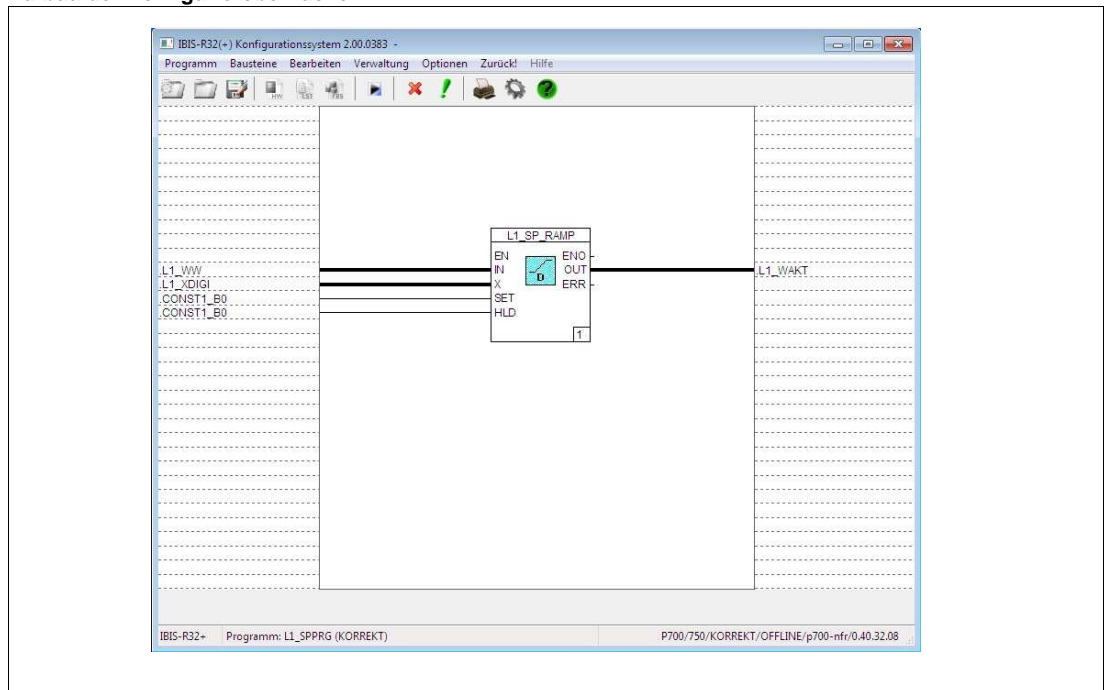 IBIS-R32(+) Konfigurationssystem 2.00.0383 -
Programm Bausteine Bearbeiten Verwaltung Optionen Zurück! Hilfe
L1_SP_RAMP
EN ENO
IN OUT
X ERR
SET
HLD
D
1
.L1_WW
.L1_XDIGI
.CONST1_B0
.CONST1_B0
.L1_WAKT
IBIS-R32+ Programm: L1_SPPRG (KORREKT) P700/750/KORREKT/OFFLINE/p700-nfr/0.40.32.08